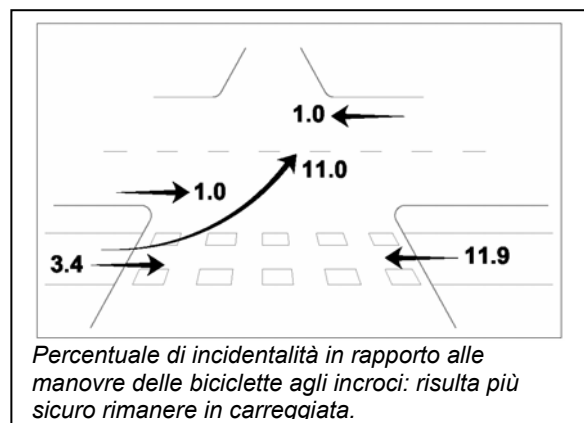 1.0
11.0
1.0
3.4
11.9
Percentuale di incidentalità in rapporto alle
manovre delle biciclette agli incroci: risulta più
sicuro rimanere in carreggiata.